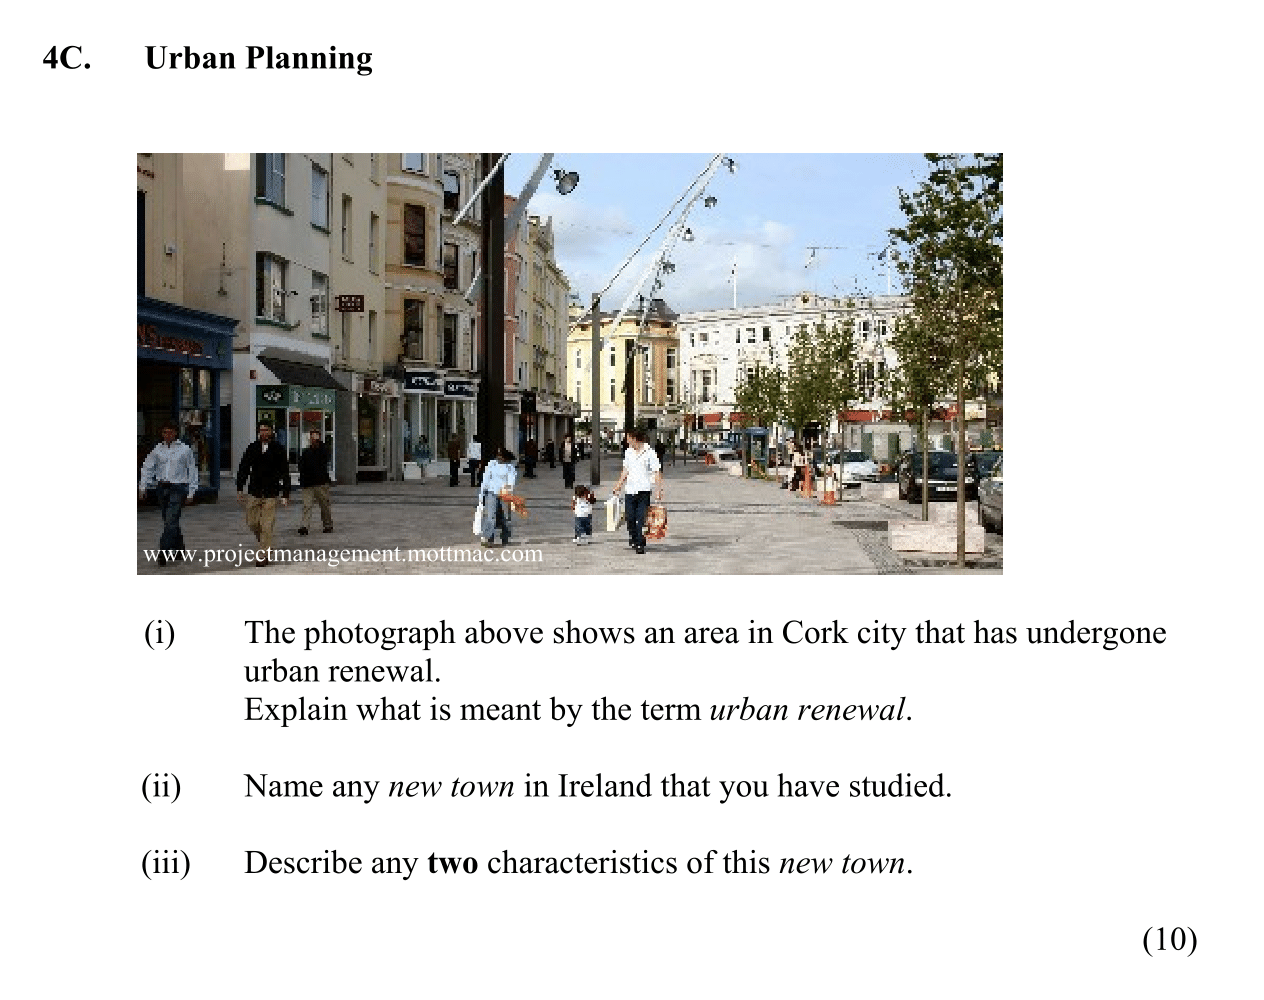 4C. Urban Planning
www.projectmanagement.mottmac.com
(i) The photograph above shows an area in Cork city that has undergone
urban renewal.
Explain what is meant by the term urban renewal.
(ii) Name any new town in Ireland that you have studied.
(iii) Describe any two characteristics of this new town.
(10)